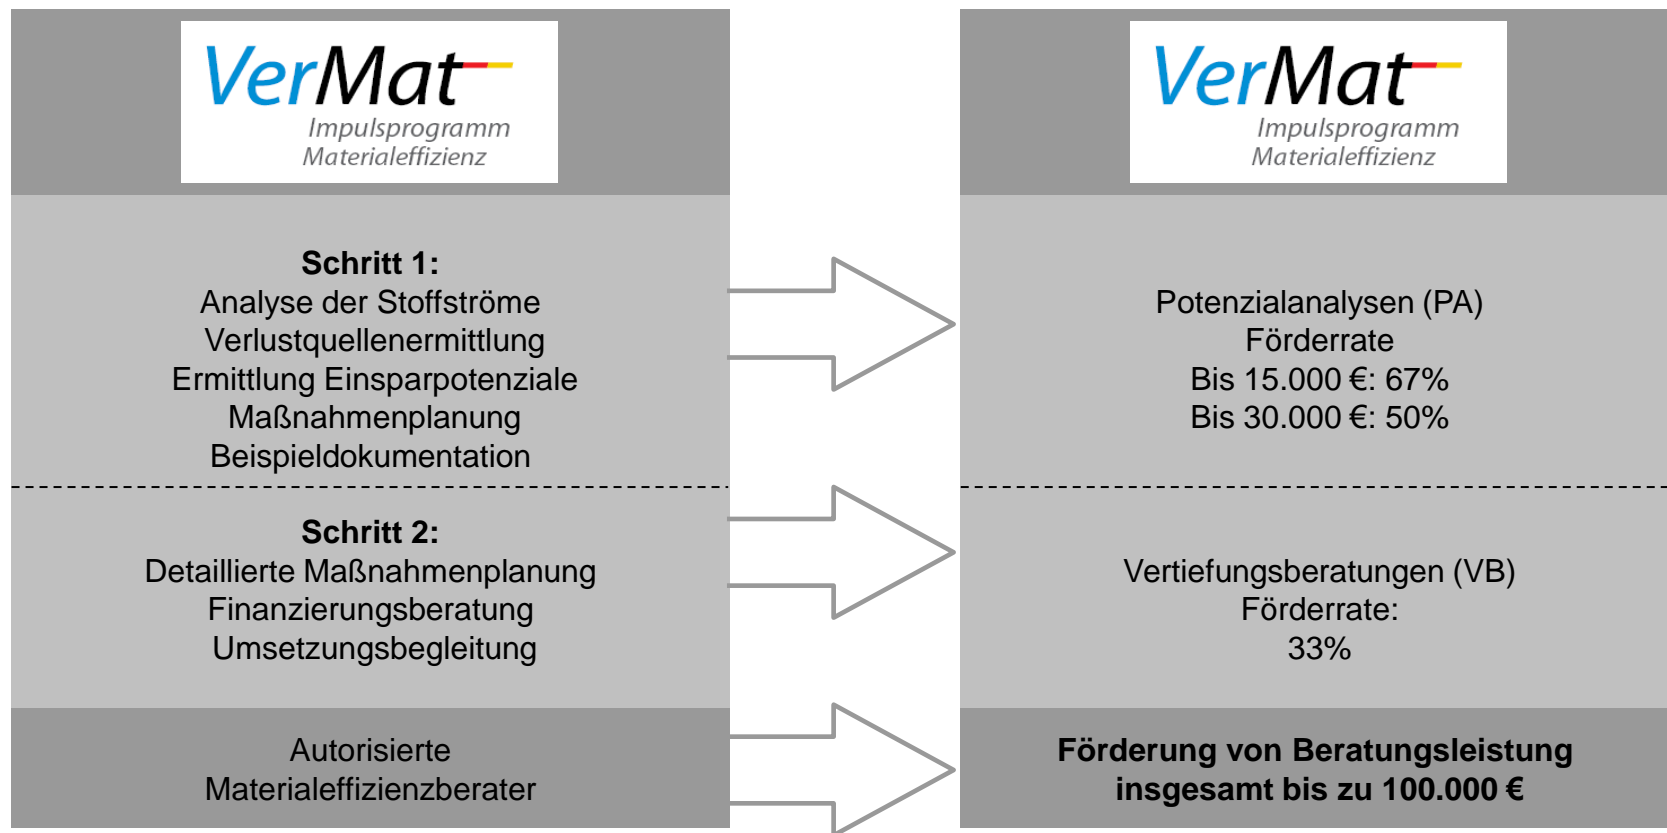 VerMat
Impulsprogramm
Materialeffizienz
Schritt 1:
Analyse der Stoffströme
Verlustquellenermittlung
Ermittlung Einsparpotenziale
Maßnahmenplanung
Beispieldokumentation
Schritt 2:
Detaillierte Maßnahmenplanung
Finanzierungsberatung
Umsetzungsbegleitung
Autorisierte
Materialeffizienzberater
VerMat
Impulsprogramm
Materialeffizienz
Potenzialanalysen (PA)
Förderrate
Bis 15.000 €: 67%
Bis 30.000 €: 50%
Vertiefungsberatungen (VB)
Förderrate:
33%
Förderung von Beratungsleistung
insgesamt bis zu 100.000 €